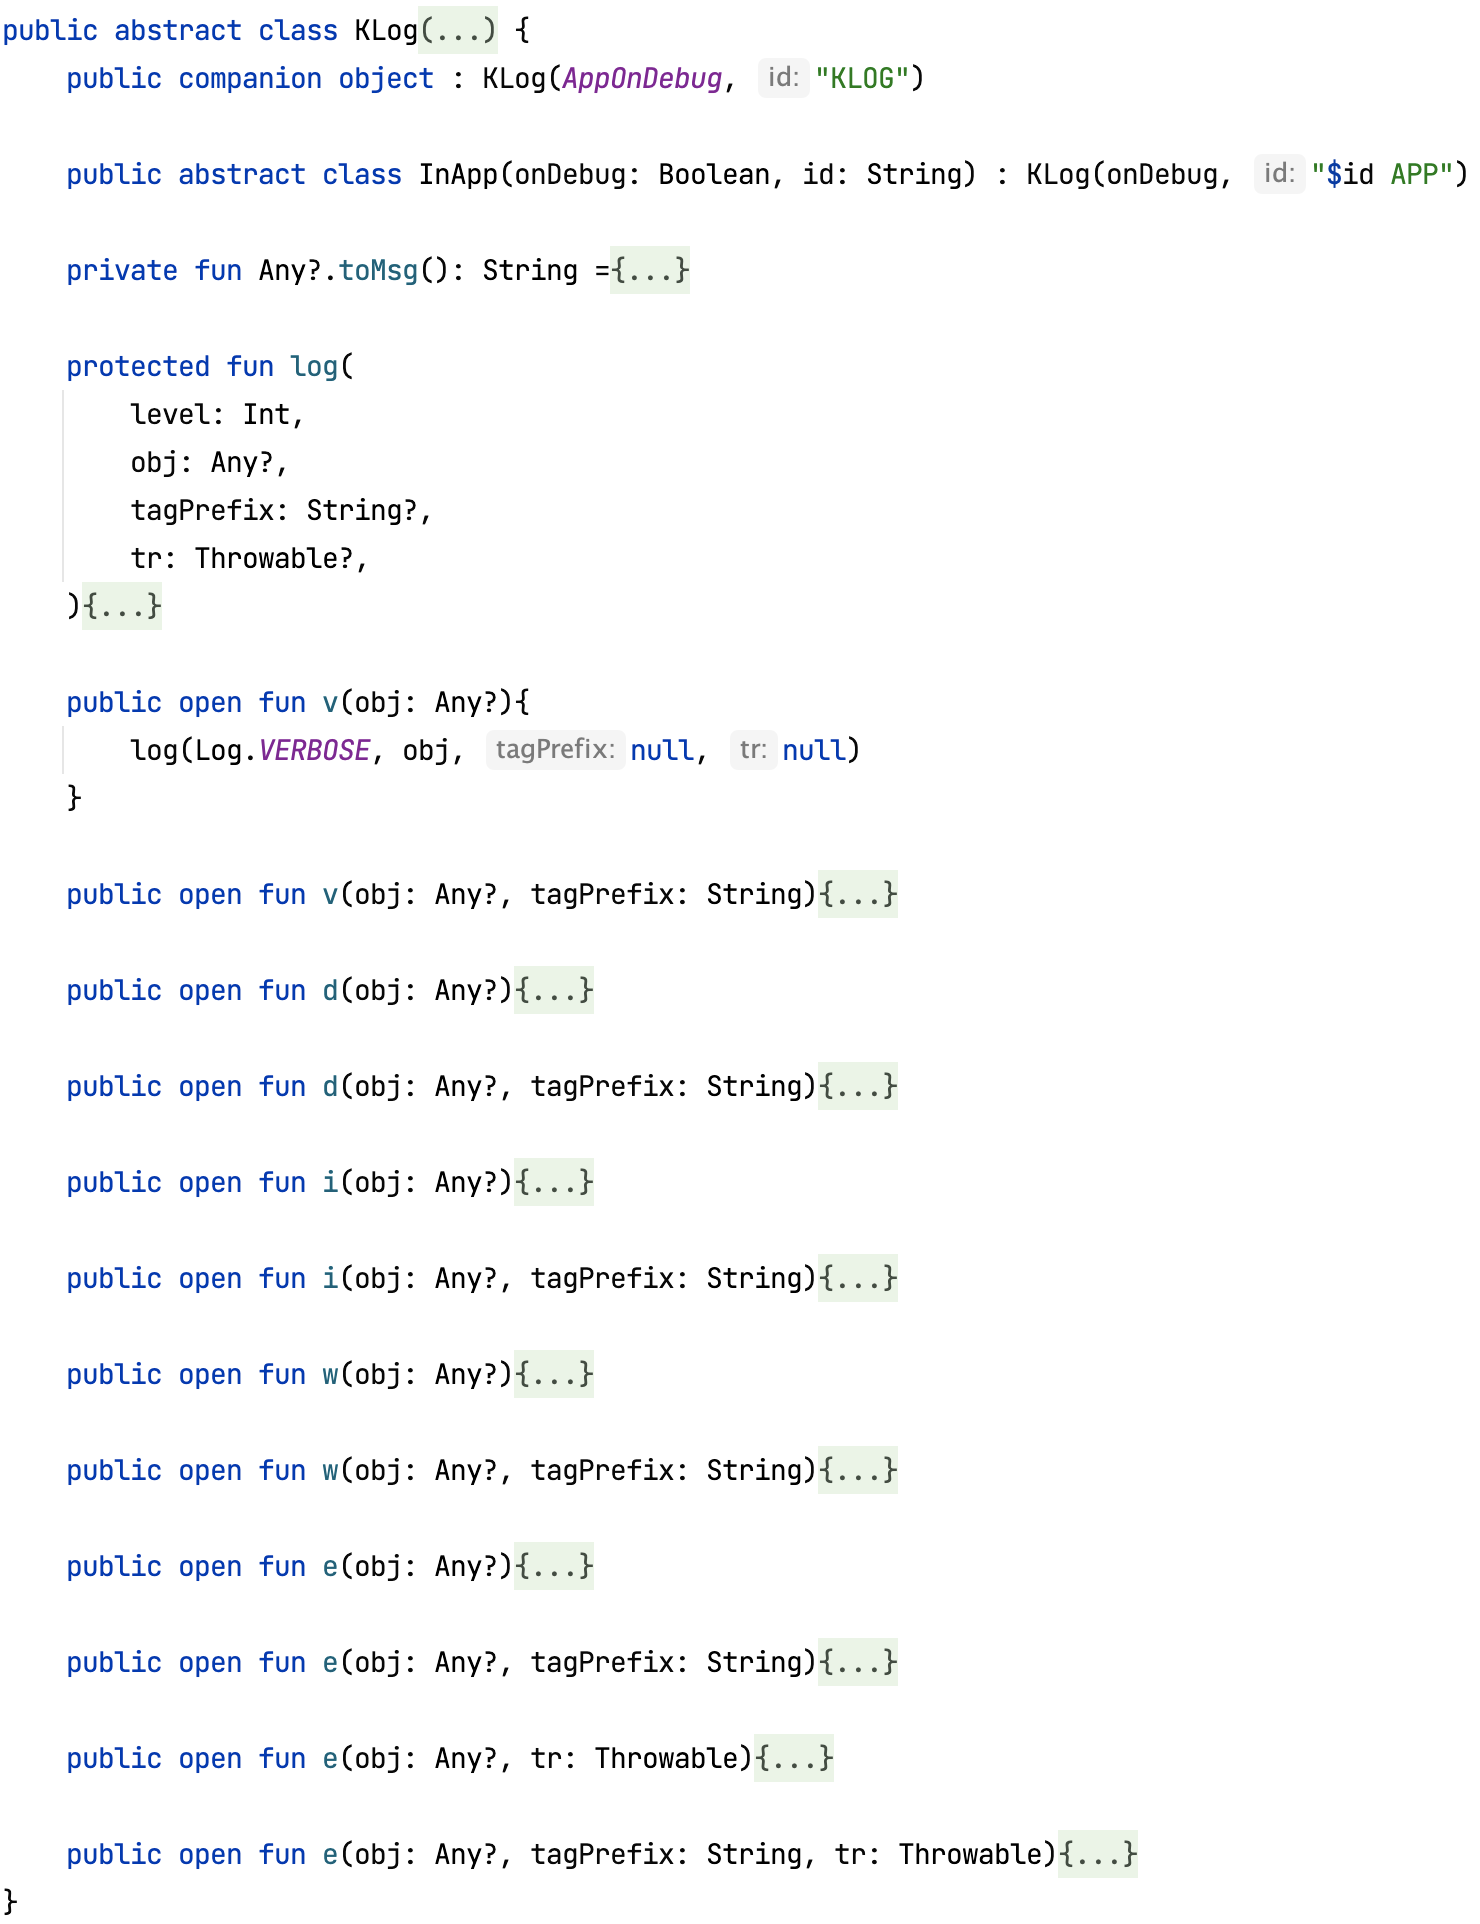 public abstract class KLog(...) {
    public companion object : KLog(AppOnDebug, id: "KLOG")

    public abstract class InApp(onDebug: Boolean, id: String) : KLog(onDebug, id: "$id APP")

    private fun Any?.toMsg(): String ={...}

    protected fun log(
        level: Int,
        obj: Any?,
        tagPrefix: String?,
        tr: Throwable?,
    ){...}

    public open fun v(obj: Any?){
        log(Log.VERBOSE, obj, tagPrefix: null, tr: null)
    }

    public open fun v(obj: Any?, tagPrefix: String){...}

    public open fun d(obj: Any?){...}

    public open fun d(obj: Any?, tagPrefix: String){...}

    public open fun i(obj: Any?){...}

    public open fun i(obj: Any?, tagPrefix: String){...}

    public open fun w(obj: Any?){...}

    public open fun w(obj: Any?, tagPrefix: String){...}

    public open fun e(obj: Any?){...}

    public open fun e(obj: Any?, tagPrefix: String){...}

    public open fun e(obj: Any?, tr: Throwable){...}

    public open fun e(obj: Any?, tagPrefix: String, tr: Throwable){...}
}